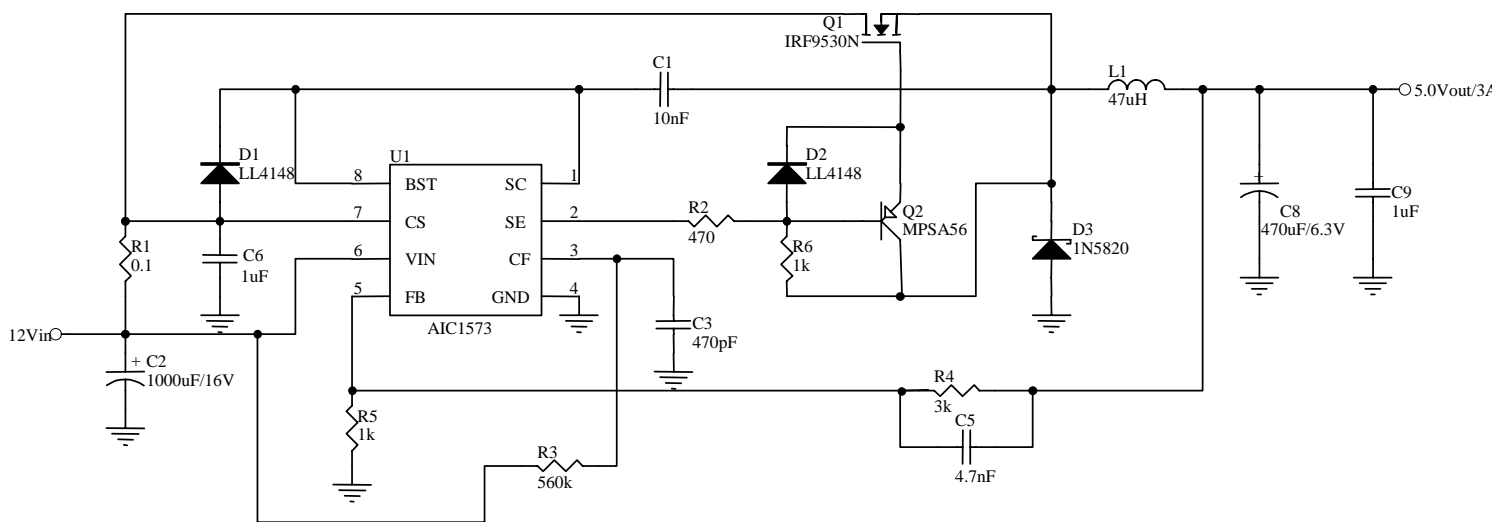 Q1
IRF9530N
C1
10nF
L1
47uH
5.0Vout/3A
D1
LL4148
U1
D2
LL4148
8 BST SC 1
7 CS SE 2
6 VIN CF 3
5 FB GND 4
AIC1573
R2
470
Q2
MPSA56
R6
1k
D3
1N5820
+
C8
470uF/6.3V
C9
1uF
R1
0.1
C6
1uF
12Vin
+ C2
1000uF/16V
C3
470pF
R4
3k
C5
4.7nF
R5
1k
R3
560k